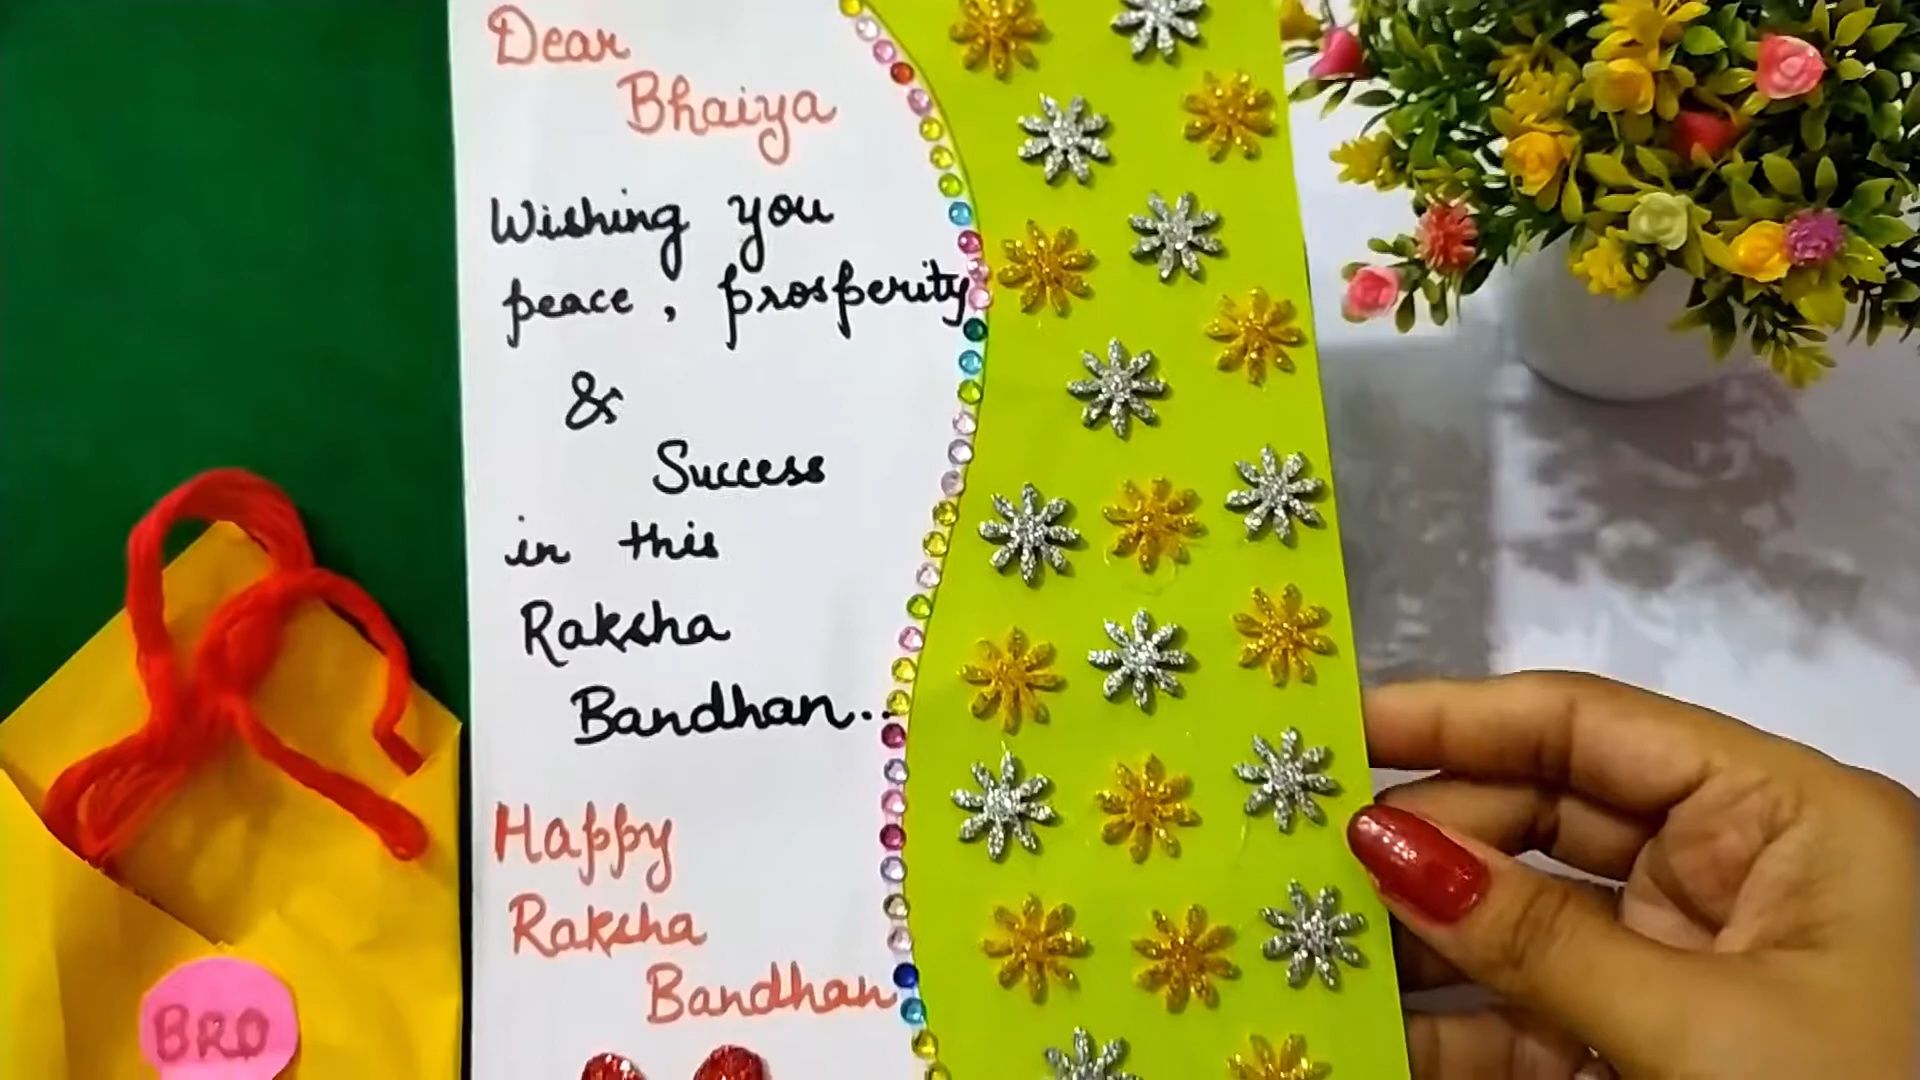 Dear
Bhaiya
Wishing you
peace, prosperity
&
Success
in this
Raksha
Bandhan..
Happy
Raksha
Bandhan
BRO